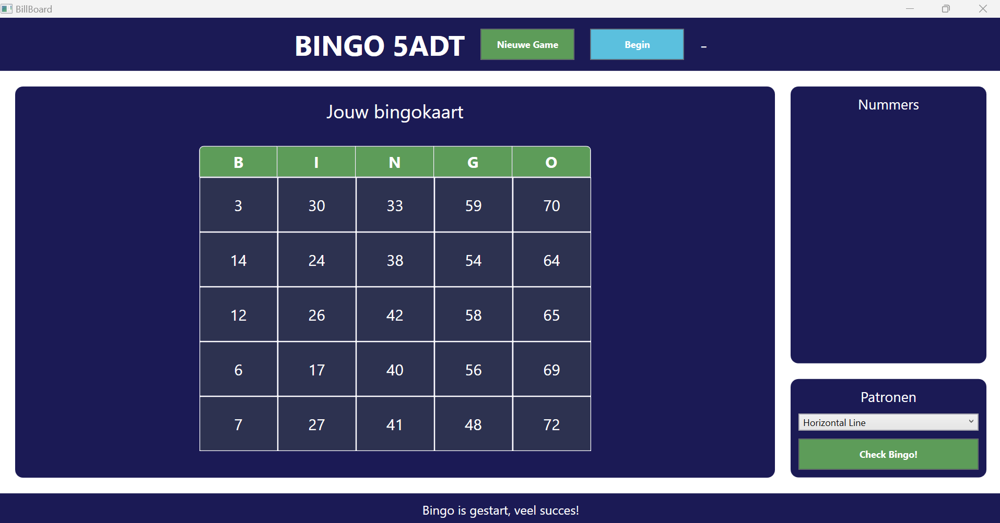 BillBoard
BINGO 5ADT
Nieuwe Game
Begin
-
Jouw bingokaart
B I N G O
3 30 33 59 70
14 24 38 54 64
12 26 42 58 65
6 17 40 56 69
7 27 41 48 72
Nummers
Patronen
Horizontal Line
Check Bingo!
Bingo is gestart, veel succes!